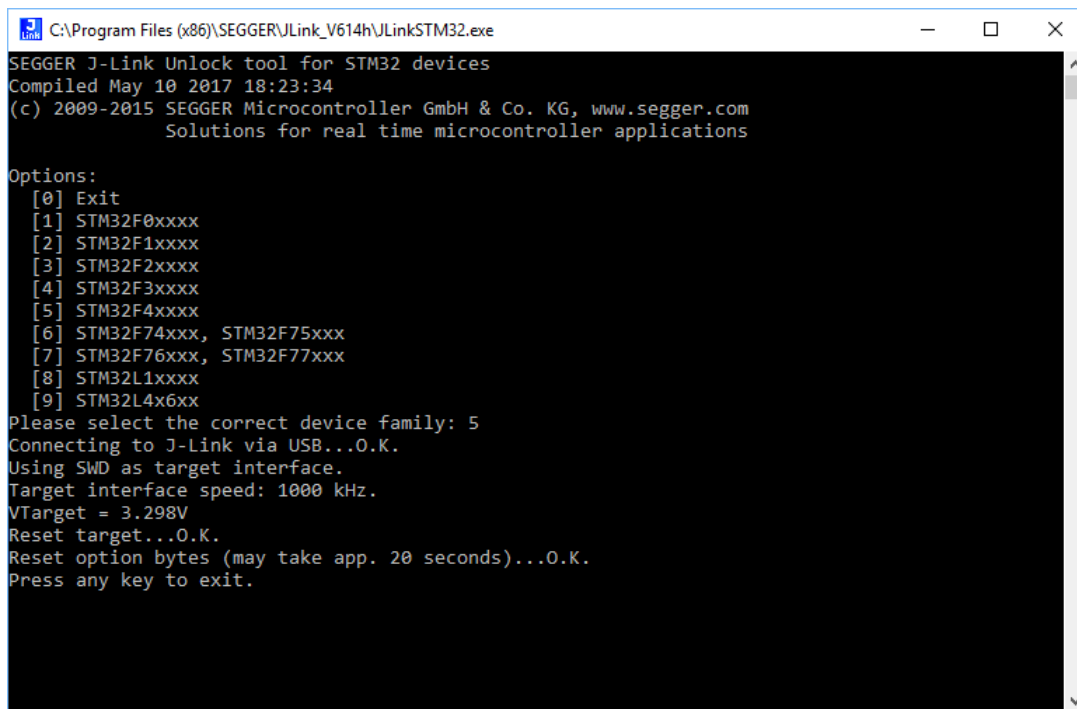 J Link C:\Program Files (x86)\SEGGER\JLink_V614h\JLinkSTM32.exe
SEGGER J-Link Unlock tool for STM32 devices
Compiled May 10 2017 18:23:34
(c) 2009-2015 SEGGER Microcontroller GmbH & Co. KG, www.segger.com
Solutions for real time microcontroller applications
Options:
[0] Exit
[1] STM32F0xxxx
[2] STM32F1xxxx
[3] STM32F2xxxx
[4] STM32F3xxxx
[5] STM32F4xxxx
[6] STM32F74xxx, STM32F75xxx
[7] STM32F76xxx, STM32F77xxx
[8] STM32L1xxxx
[9] STM32L4x6xx
Please select the correct device family: 5
Connecting to J-Link via USB...O.K.
Using SWD as target interface.
Target interface speed: 1000 kHz.
VTarget = 3.298V
Reset target...O.K.
Reset option bytes (may take app. 20 seconds)...O.K.
Press any key to exit.